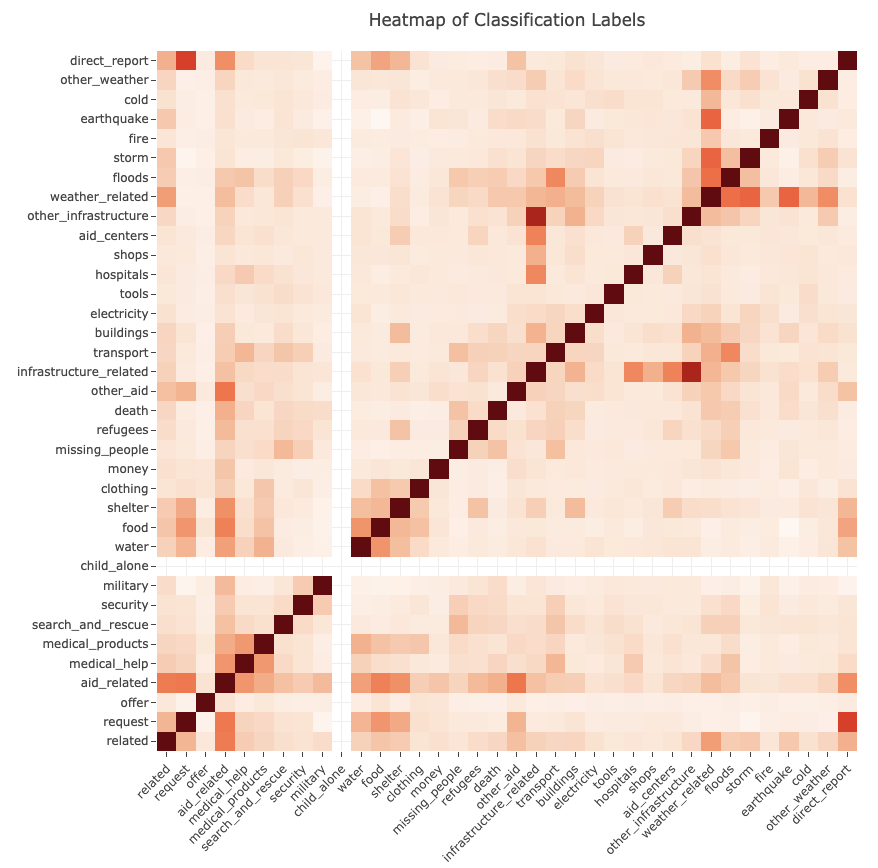 Heatmap of Classification Labels
direct_report
other_weather
cold
earthquake
fire
storm
floods
weather_related
other_infrastructure
aid_centers
shops
hospitals
tools
electricity
buildings
transport
infrastructure_related
other_aid
death
refugees
missing_people
money
clothing
shelter
food
water
child_alone
military
security
search_and_rescue
medical_products
medical_help
aid_related
offer
request
related
related
request
offer
aid_related
medical_help
medical_products
search_and_rescue
security
military
child_alone
water
food
shelter
clothing
money
missing_people
refugees
death
other_aid
infrastructure_related
transport
buildings
electricity
tools
hospitals
shops
aid_centers
other_infrastructure
weather_related
floods
storm
fire
earthquake
cold
other_weather
direct_report